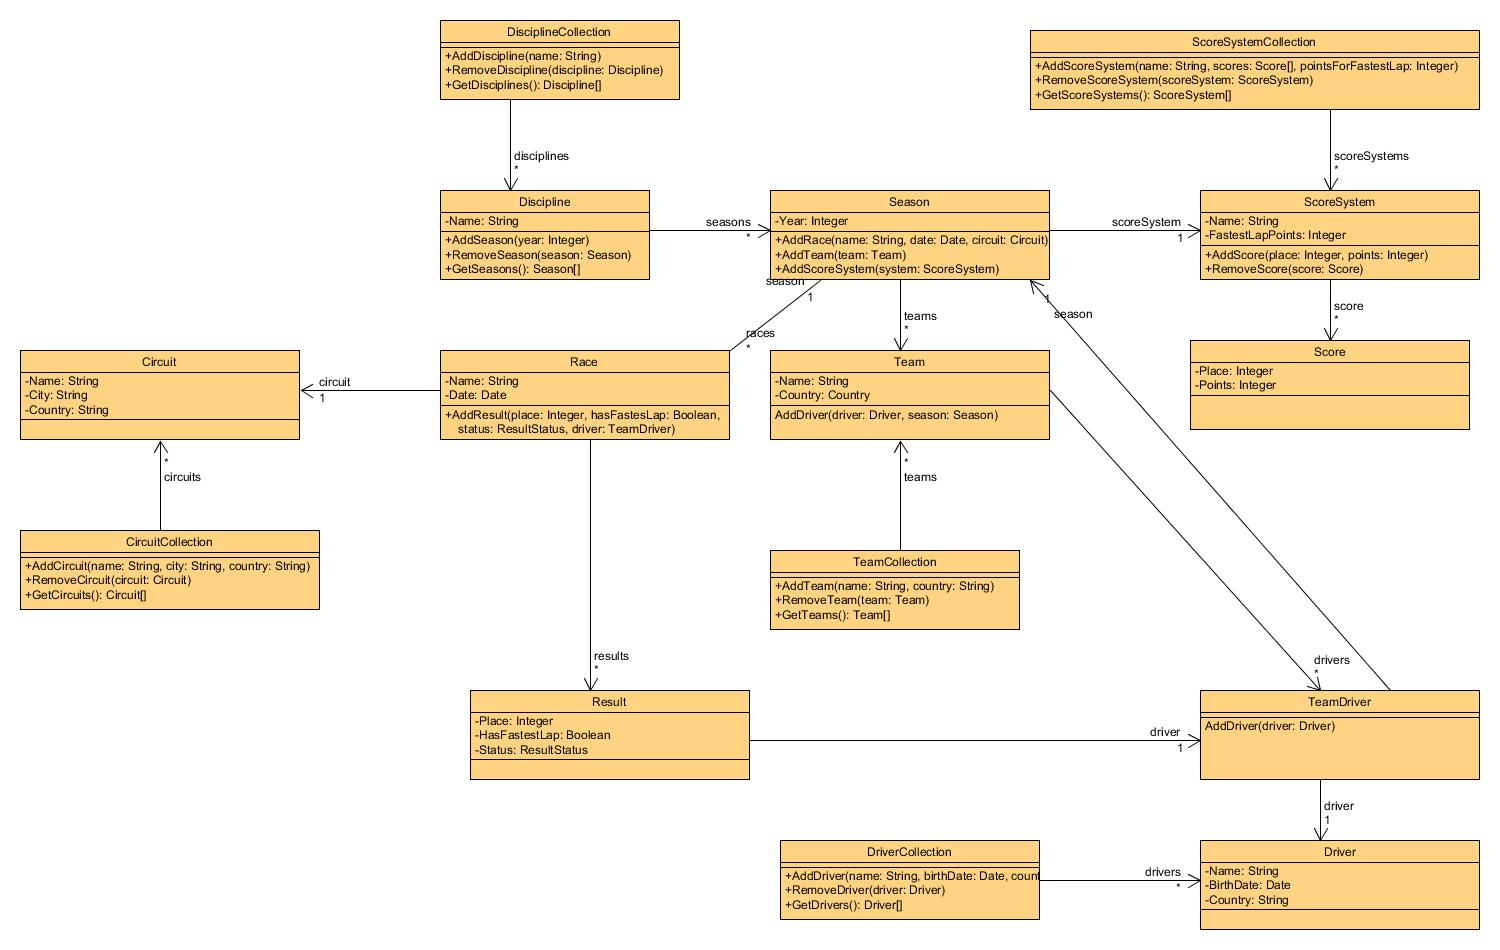 DisciplineCollection
+AddDiscipline(name: String)
+RemoveDiscipline(discipline: Discipline)
+GetDisciplines(): Discipline[]
ScoreSystemCollection
+AddScoreSystem(name: String, scores: Score[], pointsForFastestLap: Integer)
+RemoveScoreSystem(scoreSystem: ScoreSystem)
+GetScoreSystems(): ScoreSystem[]
disciplines
*
scoreSystems
*
Discipline
-Name: String
+AddSeason(year: Integer)
+RemoveSeason(season: Season)
+GetSeasons(): Season[]
seasons
*
Season
-Year: Integer
+AddRace(name: String, date: Date, circuit: Circuit)
+AddTeam(team: Team)
+AddScoreSystem(system: ScoreSystem)
scoreSystem
1
ScoreSystem
-Name: String
-FastestLapPoints: Integer
+AddScore(place: Integer, points: Integer)
+RemoveScore(score: Score)
season
1
races
*
teams
*
1
season
score
*
Circuit
-Name: String
-City: String
-Country: String
circuit
1
Race
-Name: String
-Date: Date
+AddResult(place: Integer, hasFastesLap: Boolean,
status: ResultStatus, driver: TeamDriver)
Team
-Name: String
-Country: Country
AddDriver(driver: Driver, season: Season)
Score
-Place: Integer
-Points: Integer
*
circuits
*
teams
CircuitCollection
+AddCircuit(name: String, city: String, country: String)
+RemoveCircuit(circuit: Circuit)
+GetCircuits(): Circuit[]
TeamCollection
+AddTeam(name: String, country: String)
+RemoveTeam(team: Team)
+GetTeams(): Team[]
results
*
drivers
*
Result
-Place: Integer
-HasFastestLap: Boolean
-Status: ResultStatus
driver
1
TeamDriver
AddDriver(driver: Driver)
driver
1
DriverCollection
+AddDriver(name: String, birthDate: Date, count
+RemoveDriver(driver: Driver)
+GetDrivers(): Driver[]
drivers
*
Driver
-Name: String
-BirthDate: Date
-Country: String